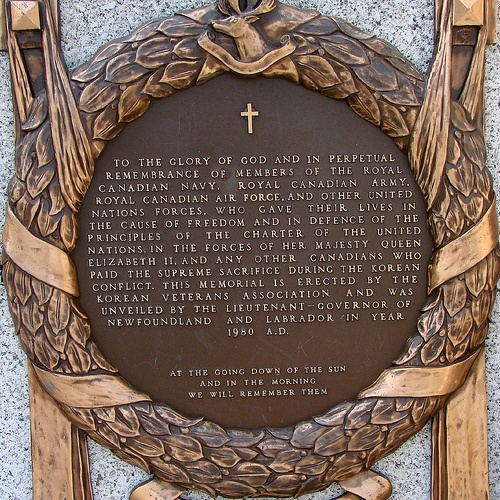 TO THE GLORY OF GOD AND IN PERPETUAL
REMEMBRANCE OF MEMBERS OF THE ROYAL
CANADIAN NAVY, ROYAL CANADIAN ARMY,
ROYAL CANADIAN AIR FORCE, AND OTHER UNITED
NATIONS FORCES, WHO GAVE THEIR LIVES IN
THE CAUSE OF FREEDOM AND IN DEFENCE OF THE
PRINCIPLES OF THE CHARTER OF THE UNITED
NATIONS, IN THE FORCES OF HER MAJESTY QUEEN
ELIZABETH II, AND ANY OTHER CANADIANS WHO
PAID THE SUPREME SACRIFICE DURING THE KOREAN
CONFLICT. THIS MEMORIAL IS ERECTED BY THE
KOREAN VETERANS ASSOCIATION AND WAS
UNVEILED BY THE LIEUTENANT-GOVERNOR OF
NEWFOUNDLAND AND LABRADOR IN YEAR
1980 A.D.
AT THE GOING DOWN OF THE SUN
AND IN THE MORNING
WE WILL REMEMBER THEM